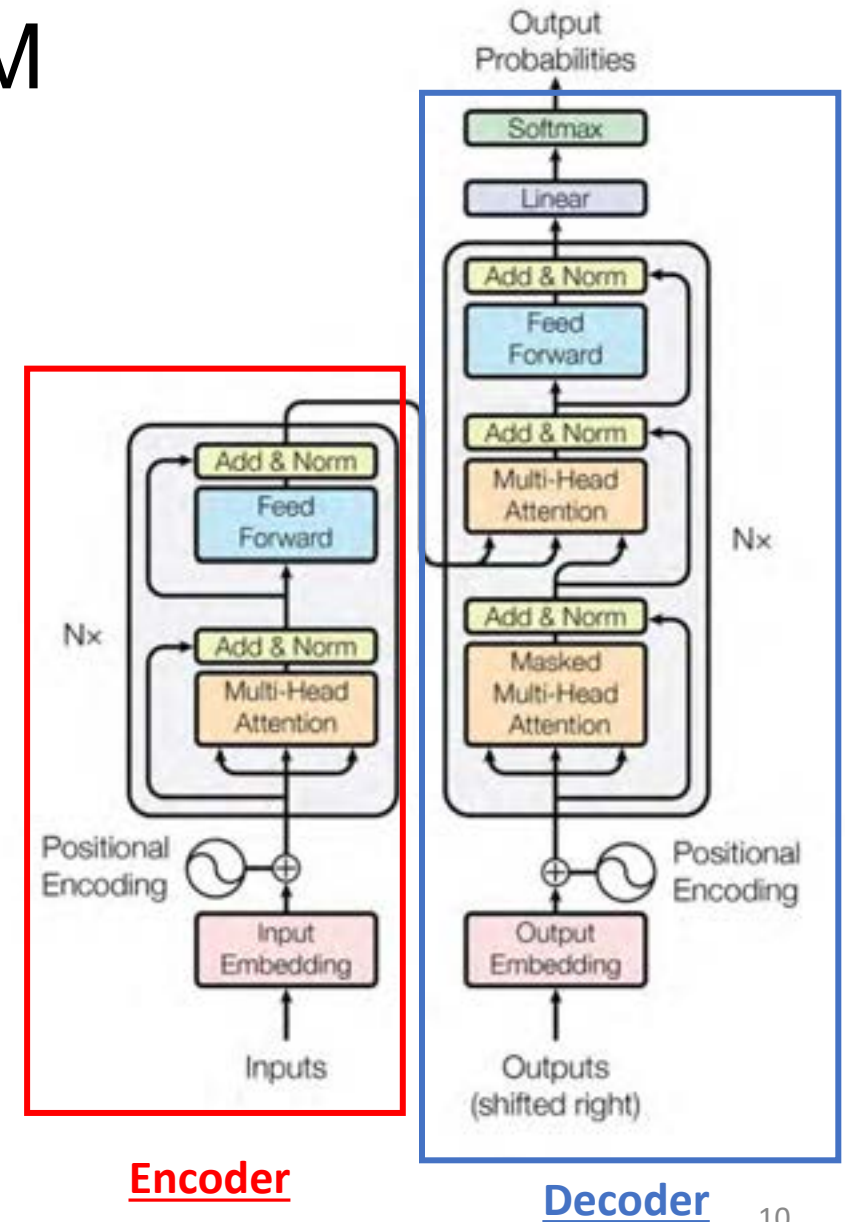 M
Output
Probabilities
Softmax
Linear
Add & Norm
Feed
Forward
Add & Norm
Multi-Head
Attention
Nx
Add & Norm
Masked
Multi-Head
Attention
Positional
Encoding
Output
Embedding
Outputs
(shifted right)
Add & Norm
Feed
Forward
Nx
Add & Norm
Multi-Head
Attention
Positional
Encoding
Input
Embedding
Inputs
Encoder
Decoder
10